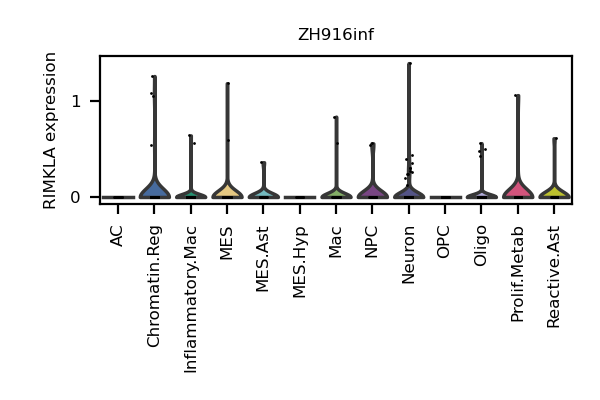 ZH916inf
RIMKLA expression
1
0
AC
Chromatin.Reg
Inflammatory.Mac
MES
MES.Ast
MES.Hyp
Mac
NPC
Neuron
OPC
Oligo
Prolif.Metab
Reactive.Ast